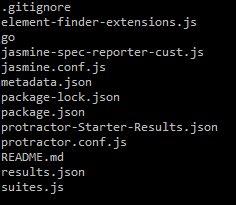 .gitignore
element-finder-extensions.js
go
jasmine-spec-reporter-cust.js
jasmine.conf.js
metadata.json
package-lock.json
package.json
protractor-Starter-Results.json
protractor.conf.js
README.md
results.json
suites.js